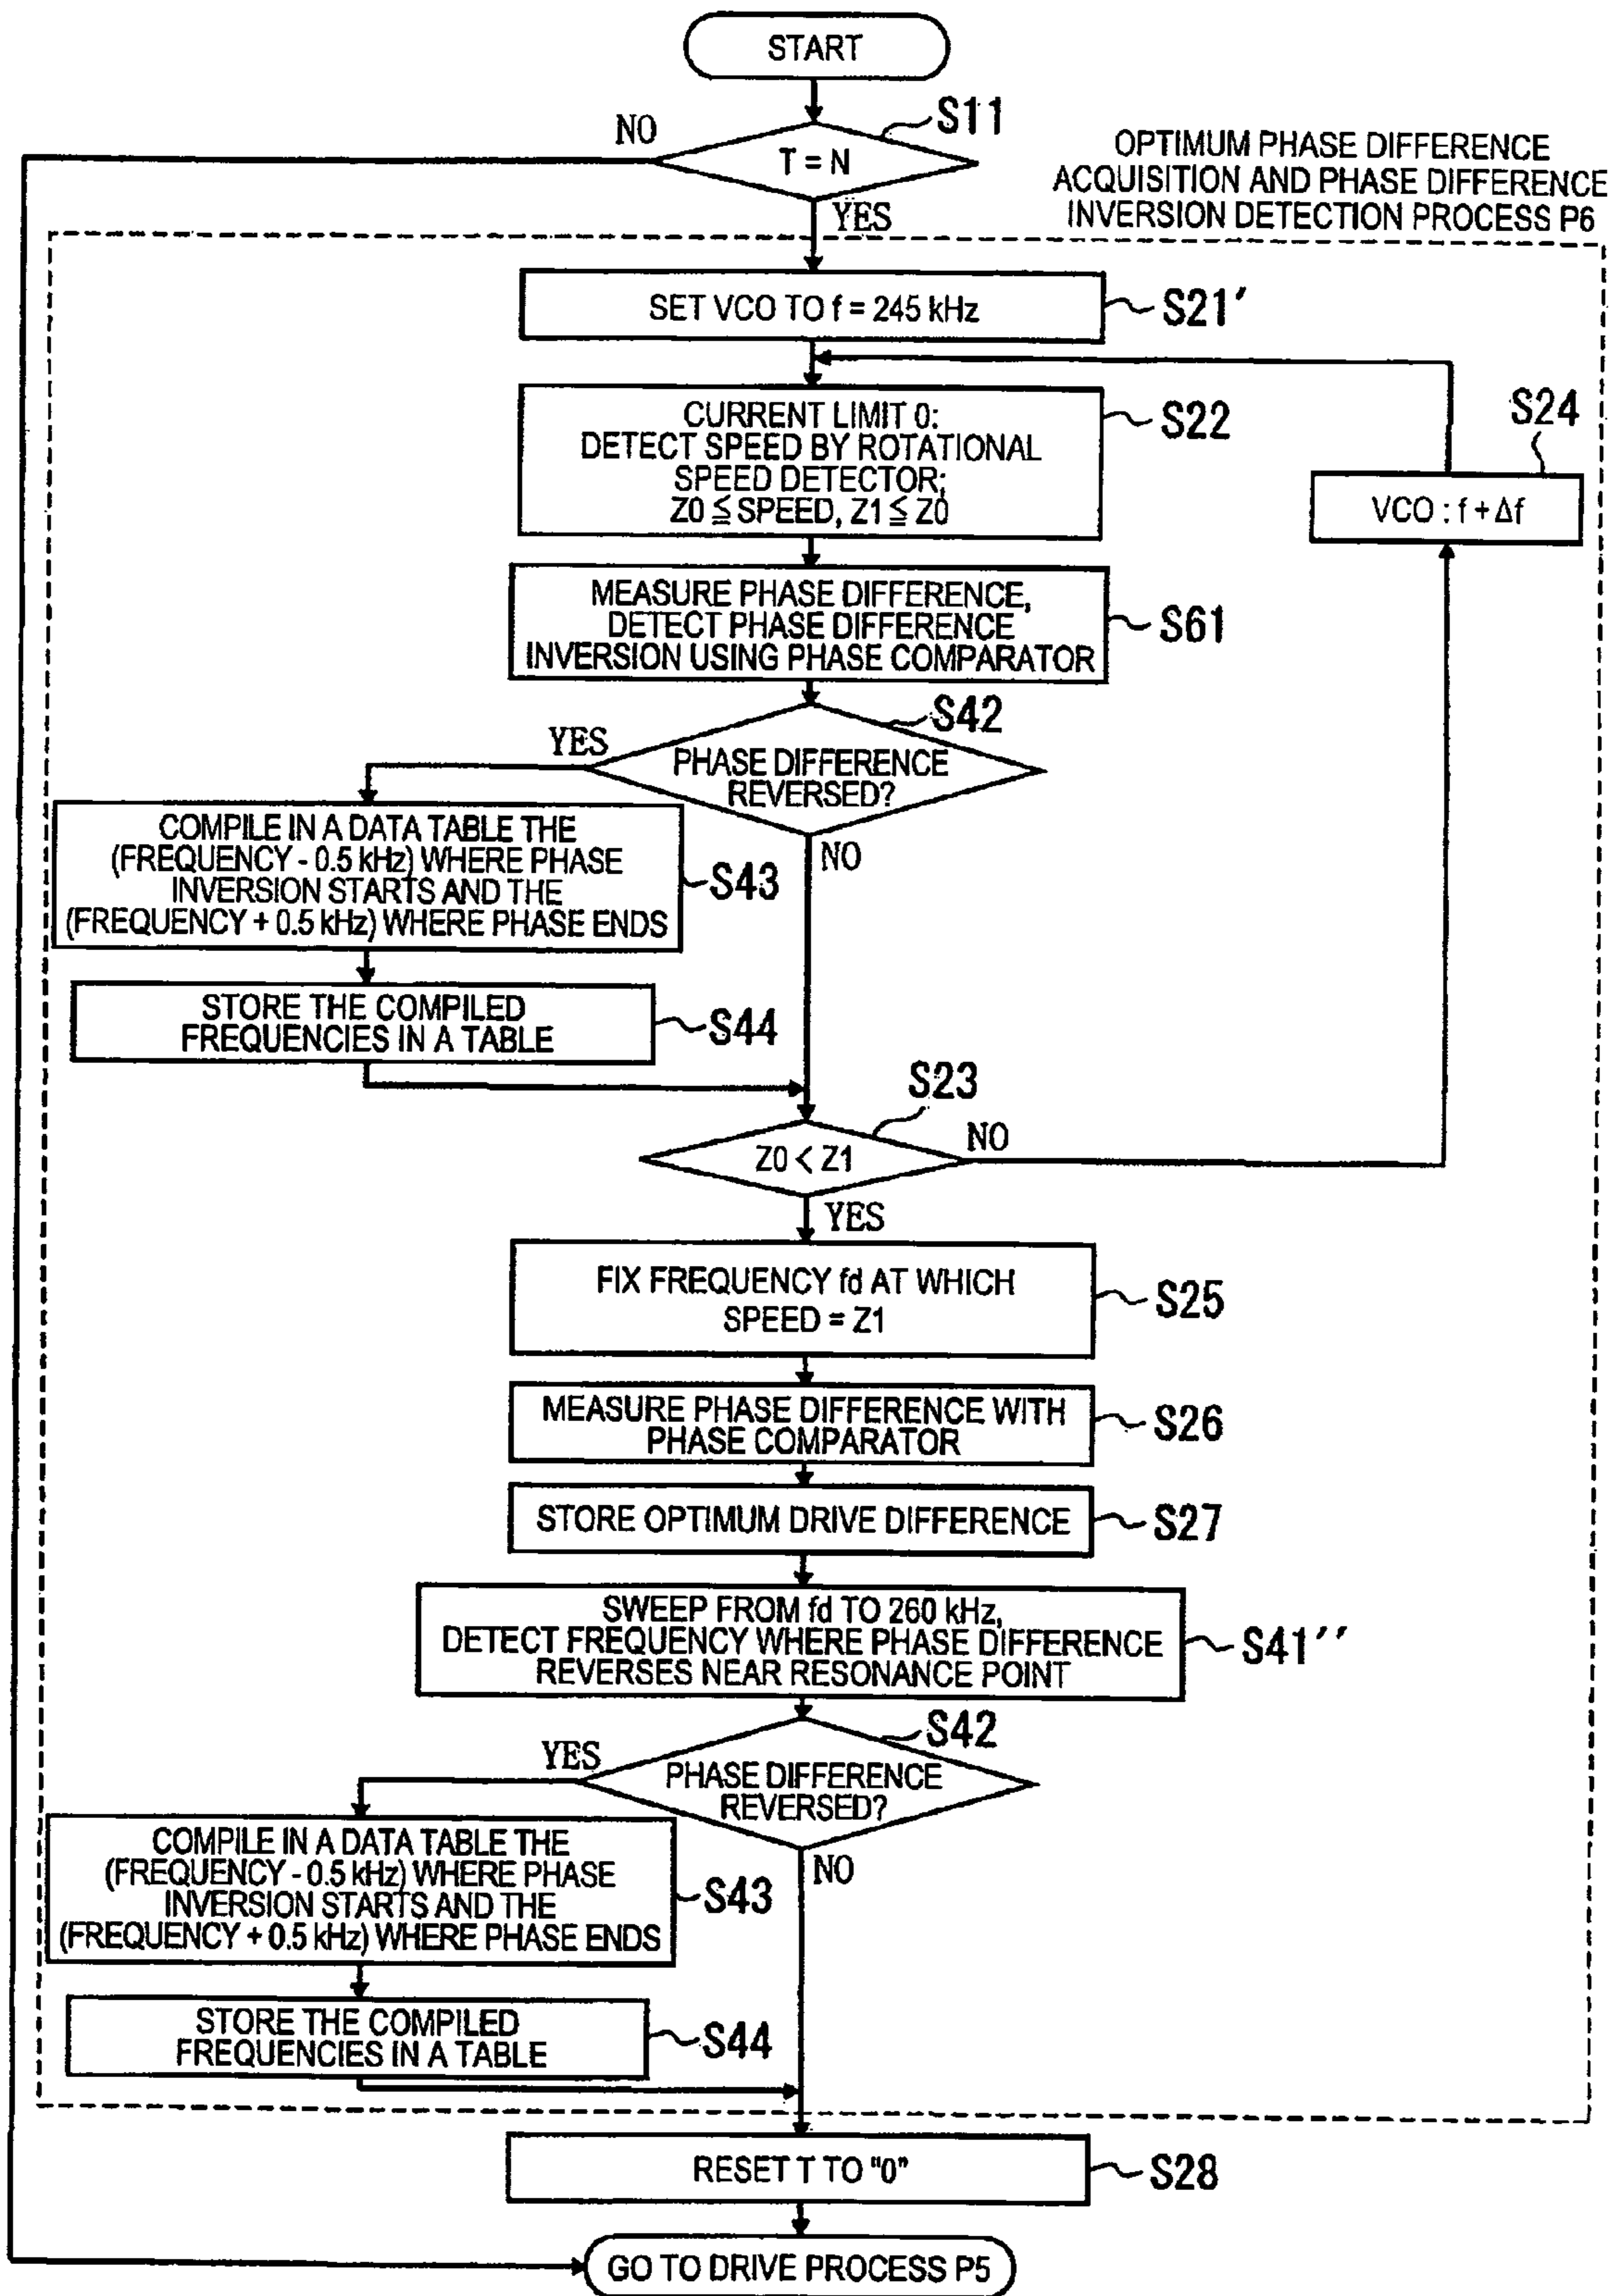 START
S11
NO
T = N
OPTIMUM PHASE DIFFERENCE
ACQUISITION AND PHASE DIFFERENCE
INVERSION DETECTION PROCESS P6
YES
SET VCO TO f = 245 kHz
S21'
CURRENT LIMIT 0:
DETECT SPEED BY ROTATIONAL
SPEED DETECTOR;
Z0 ≦ SPEED, Z1 ≦ Z0
S22
S24
VCO : f + Δf
MEASURE PHASE DIFFERENCE,
DETECT PHASE DIFFERENCE
INVERSION USING PHASE COMPARATOR
S61
S42
YES
PHASE DIFFERENCE
REVERSED?
NO
COMPILE IN A DATA TABLE THE
(FREQUENCY - 0.5 kHz) WHERE PHASE
INVERSION STARTS AND THE
(FREQUENCY + 0.5 kHz) WHERE PHASE ENDS
S43
STORE THE COMPILED
FREQUENCIES IN A TABLE
S44
S23
Z0 < Z1
NO
YES
FIX FREQUENCY fd AT WHICH
SPEED = Z1
S25
MEASURE PHASE DIFFERENCE WITH
PHASE COMPARATOR
S26
STORE OPTIMUM DRIVE DIFFERENCE
S27
SWEEP FROM fd TO 260 kHz,
DETECT FREQUENCY WHERE PHASE DIFFERENCE
REVERSES NEAR RESONANCE POINT
S41''
S42
YES
PHASE DIFFERENCE
REVERSED?
NO
COMPILE IN A DATA TABLE THE
(FREQUENCY - 0.5 kHz) WHERE PHASE
INVERSION STARTS AND THE
(FREQUENCY + 0.5 kHz) WHERE PHASE ENDS
S43
STORE THE COMPILED
FREQUENCIES IN A TABLE
S44
RESET T TO "0"
S28
GO TO DRIVE PROCESS P5